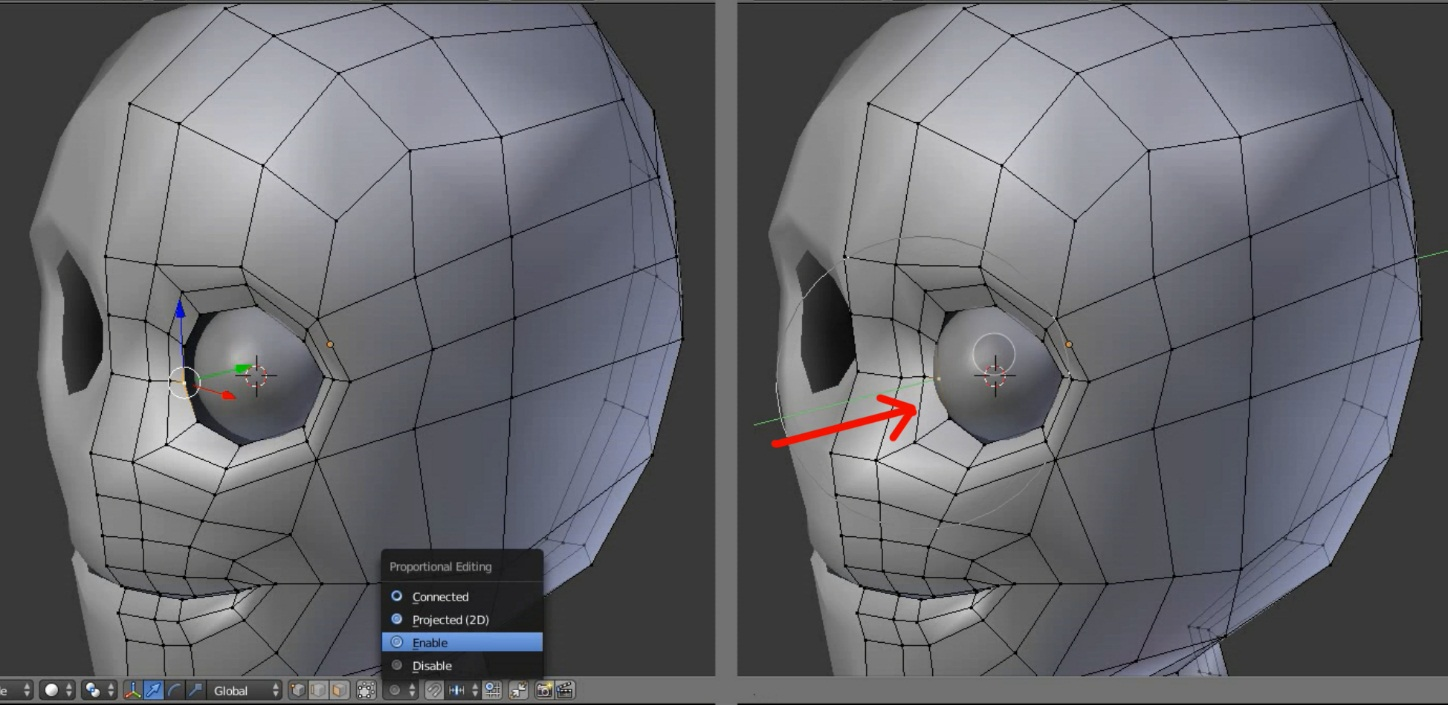 Proportional Editing
Connected
Projected (2D)
Enable
Disable
Global